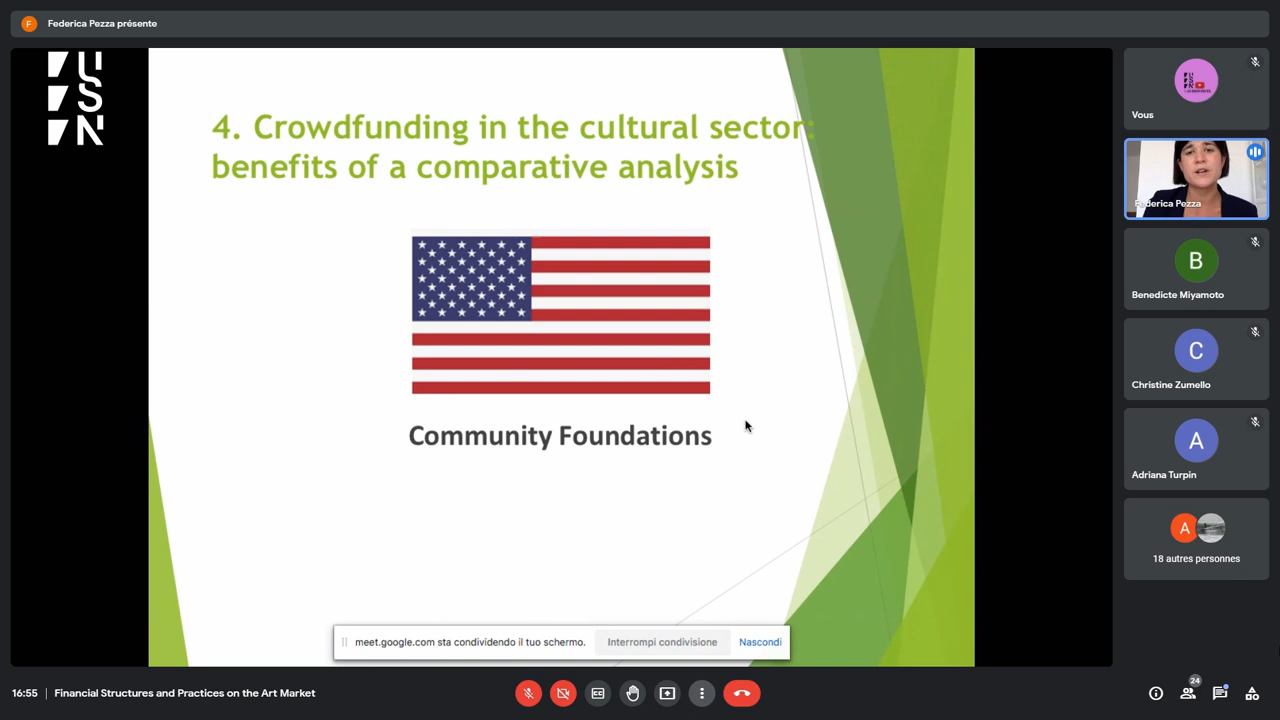 F
Federica Pezza présente
USN
4. Crowdfunding in the cultural sector:
benefits of a comparative analysis
Community Foundations
meet.google.com sta condividendo il tuo schermo.
Interrompi condivisione
Nascondi
Vous
Federica Pezza
B
Benedicte Miyamoto
C
Christine Zumello
A
Adriana Turpin
A
18 autres personnes
16:55 | Financial Structures and Practices on the Art Market
CC
24